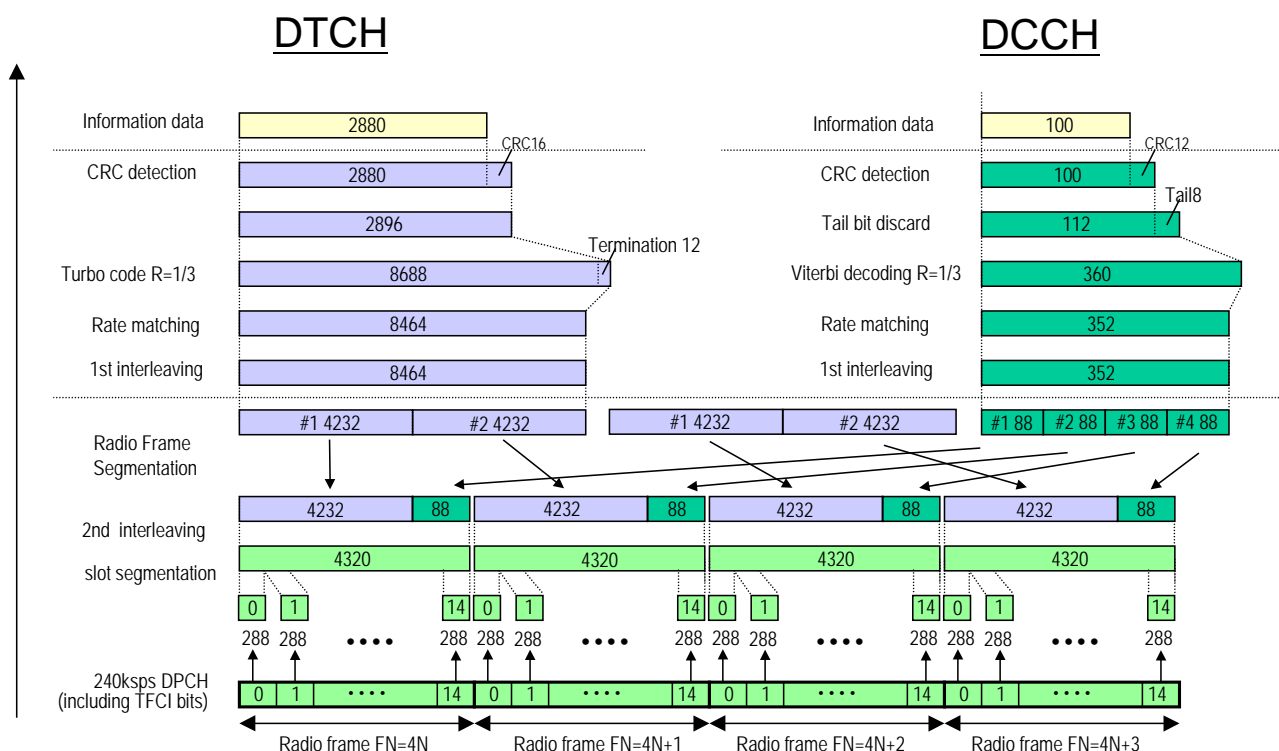 DTCH DCCH
Information data 2880 Information data 100
CRC16 CRC12
CRC detection 2880 CRC detection 100
Tail8
2896 Tail bit discard 112
Termination 12
Turbo code R=1/3 8688 Viterbi decoding R=1/3 360
Rate matching 8464 Rate matching 352
1st interleaving 8464 1st interleaving 352
#1 4232 #2 4232 #1 4232 #2 4232 #1 88 #2 88 #3 88 #4 88
Radio Frame
Segmentation
4232 88 4232 88 4232 88 4232 88
2nd interleaving
4320 4320 4320 4320
slot segmentation
0 1 14 0 1 14 0 1 14 0 1 14
288 288 •••• 288 288 288 •••• 288 288 288 •••• 288 288 288 •••• 288
240ksps DPCH
(including TFCI bits)
0 1 •••• 14 0 1 •••• 14 0 1 •••• 14 0 1 •••• 14
Radio frame FN=4N Radio frame FN=4N+1 Radio frame FN=4N+2 Radio frame FN=4N+3